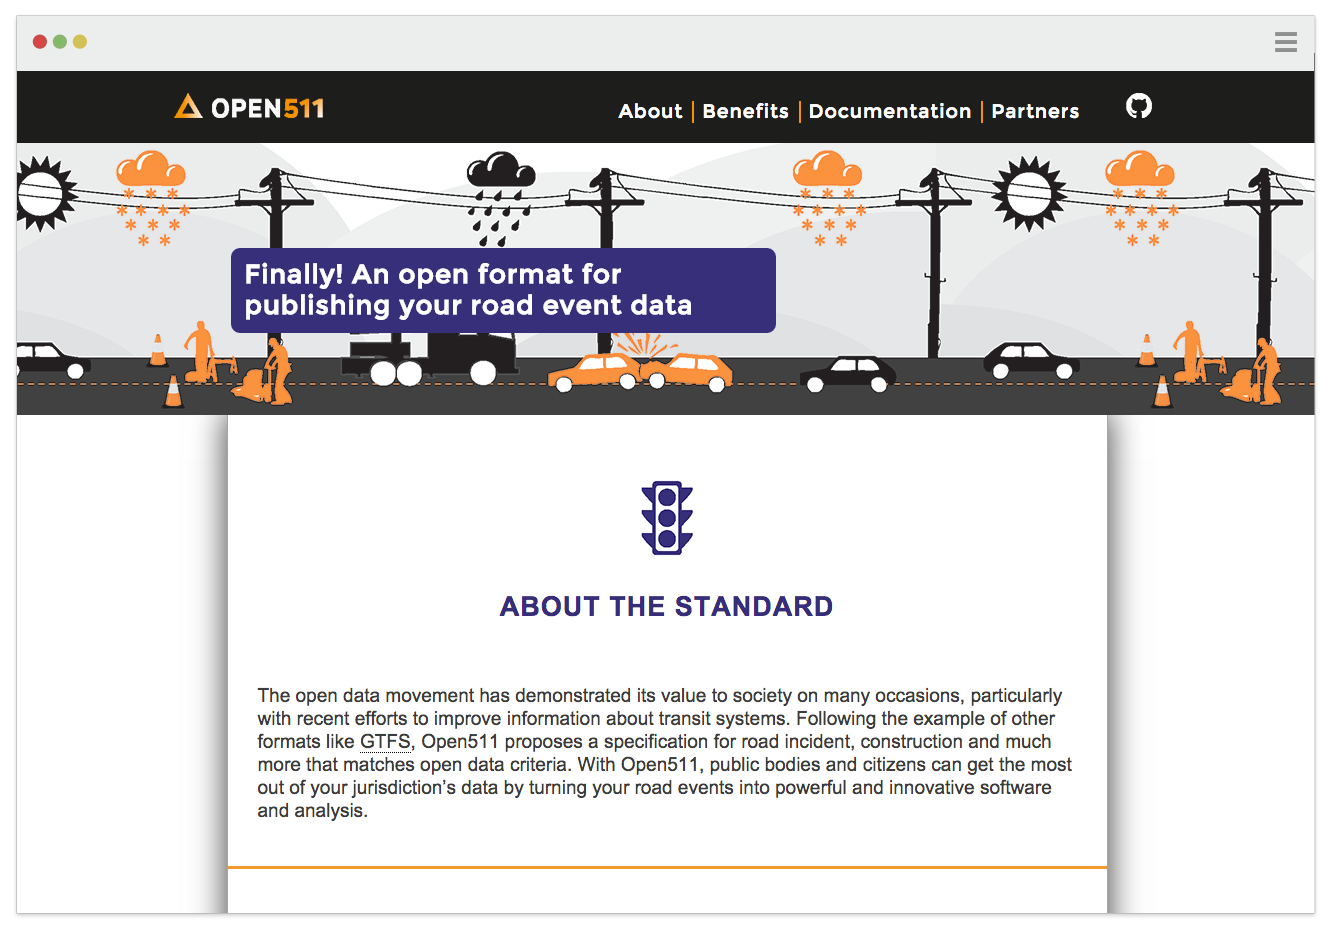 OPEN511
About | Benefits | Documentation | Partners
Finally! An open format for
publishing your road event data
ABOUT THE STANDARD
The open data movement has demonstrated its value to society on many occasions, particularly
with recent efforts to improve information about transit systems. Following the example of other
formats like GTFS, Open511 proposes a specification for road incident, construction and much
more that matches open data criteria. With Open511, public bodies and citizens can get the most
out of your jurisdiction’s data by turning your road events into powerful and innovative software
and analysis.